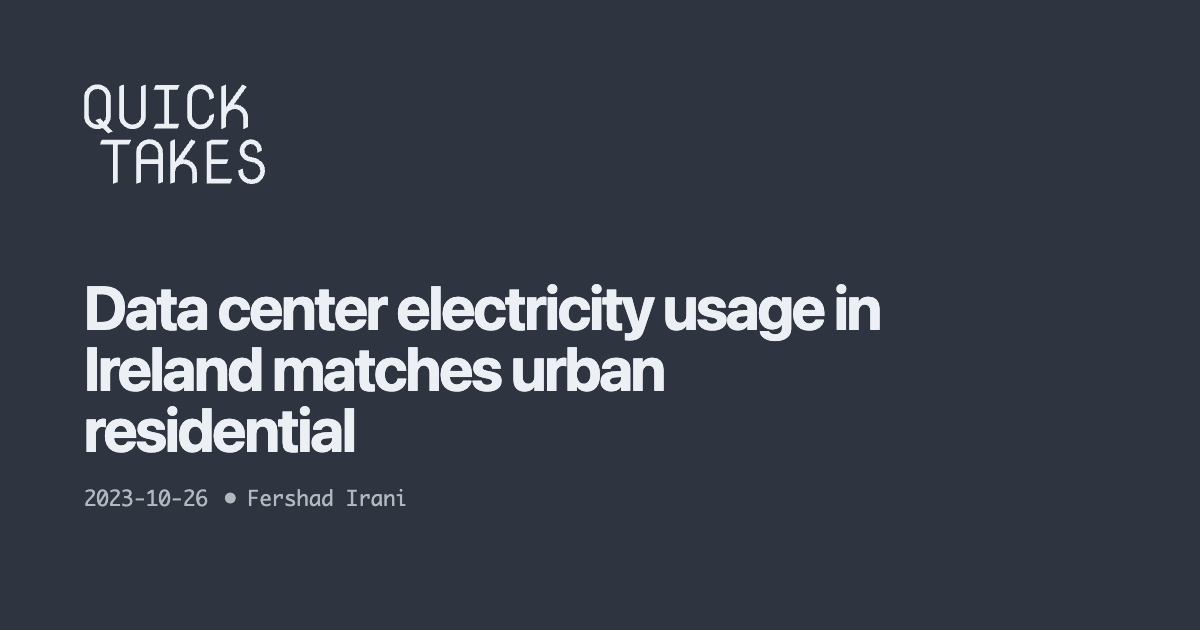 QUICK
TAKES
Data center electricity usage in
Ireland matches urban
residential
2023-10-26 ● Fershad Irani